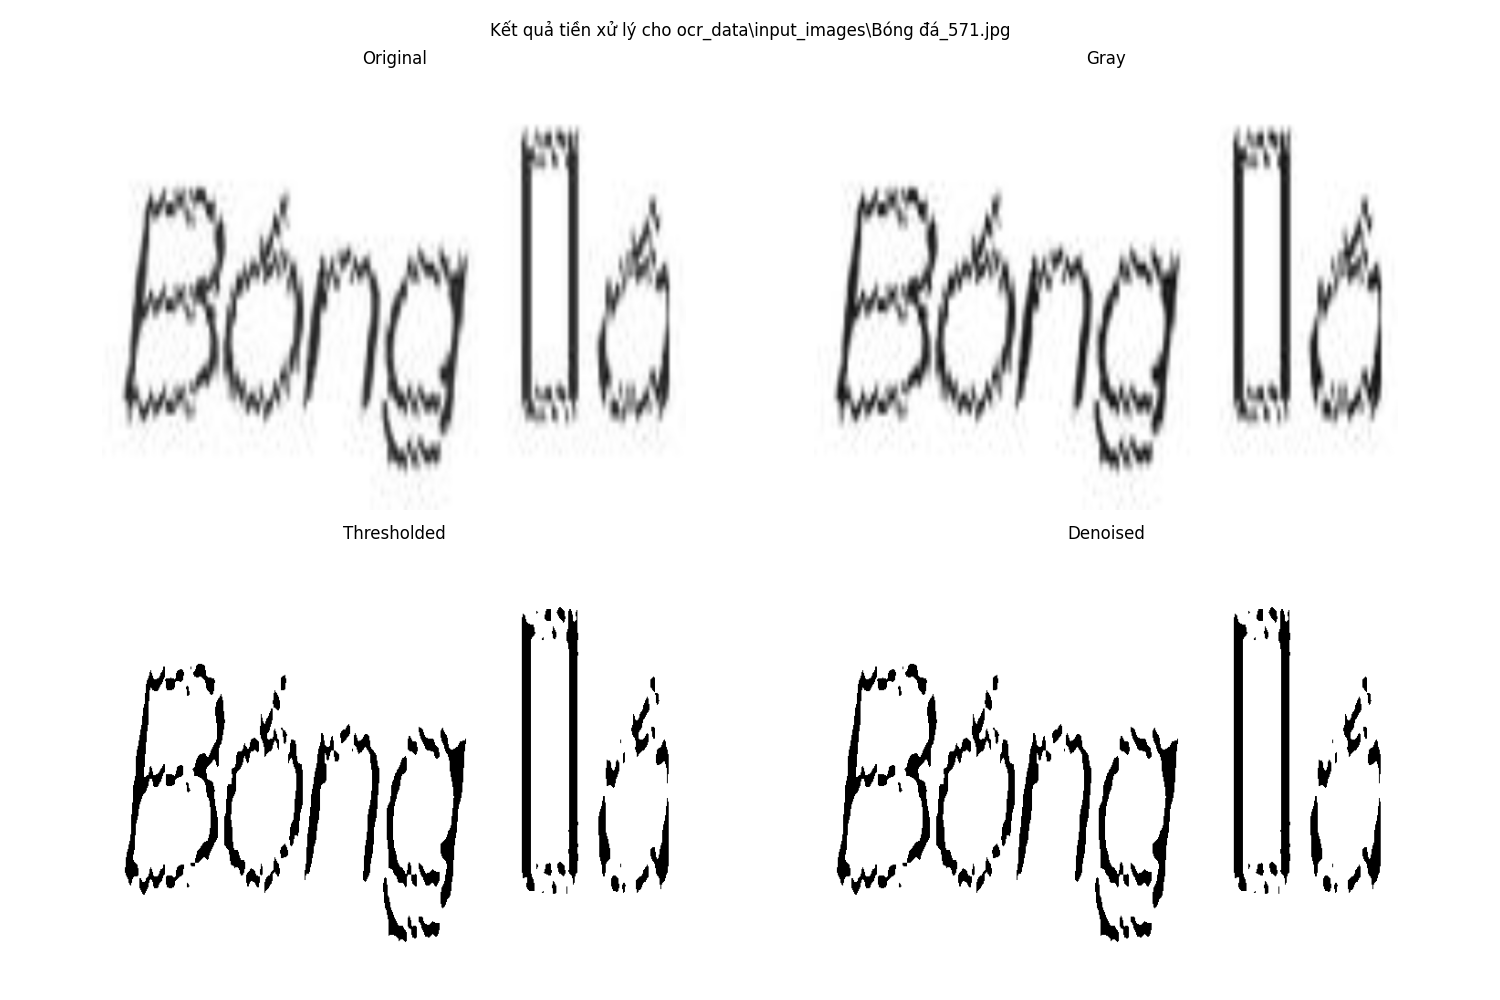 Kết quả tiền xử lý cho ocr_data\input_images\Bóng đá_571.jpg
Original
Gray
Bóng ▯á
Bóng ▯á
Thresholded
Denoised
Bóng ▯á
Bóng ▯á